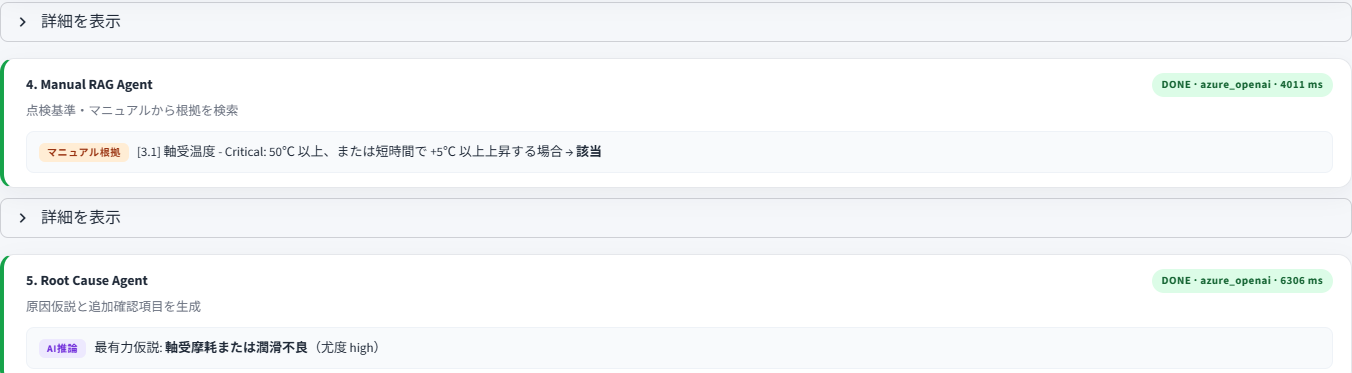 詳細を表示
4. Manual RAG Agent
DONE · azure_openai · 4011 ms
点検基準・マニュアルから根拠を検索
マニュアル根拠 [3.1] 軸受温度 - Critical: 50℃ 以上、または短時間で +5℃ 以上上昇する場合 → 該当
詳細を表示
5. Root Cause Agent
DONE · azure_openai · 6306 ms
原因仮説と追加確認項目を生成
AI推論 最有力仮説: 軸受摩耗または潤滑不良（尤度 high）